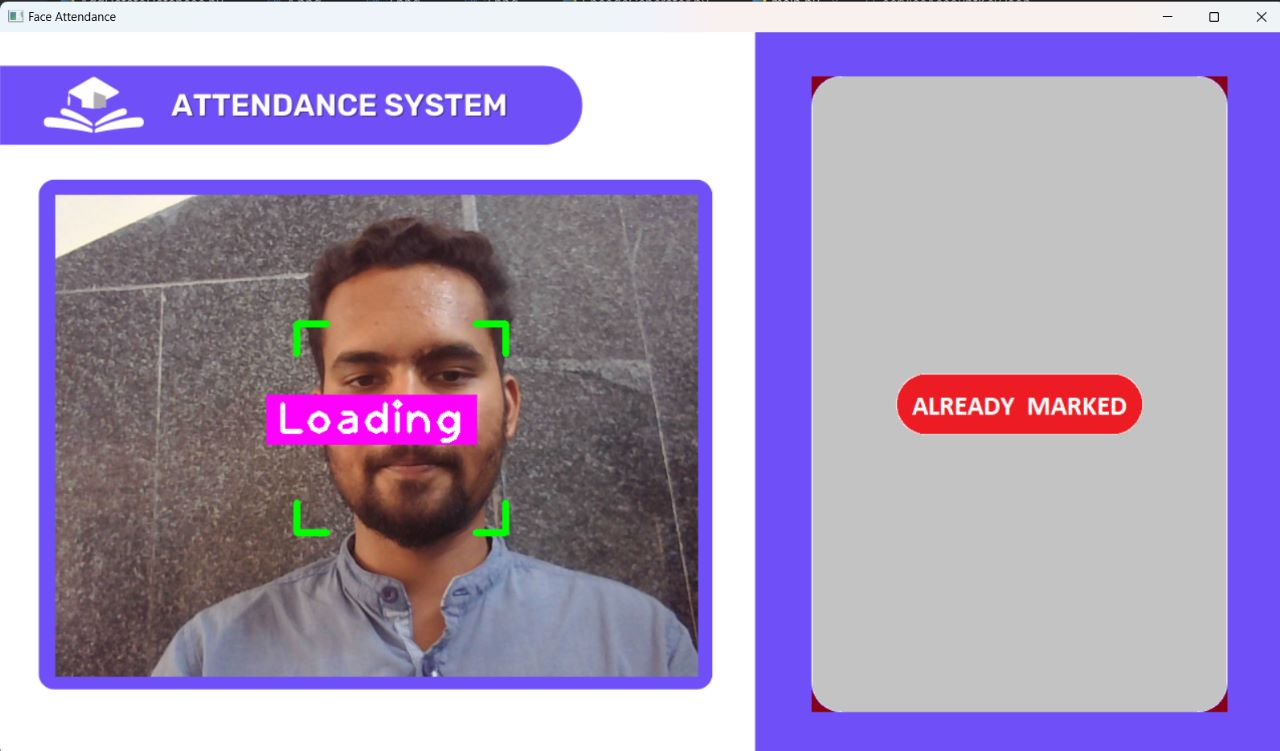 Face Attendance
ATTENDANCE SYSTEM
Loading
ALREADY MARKED